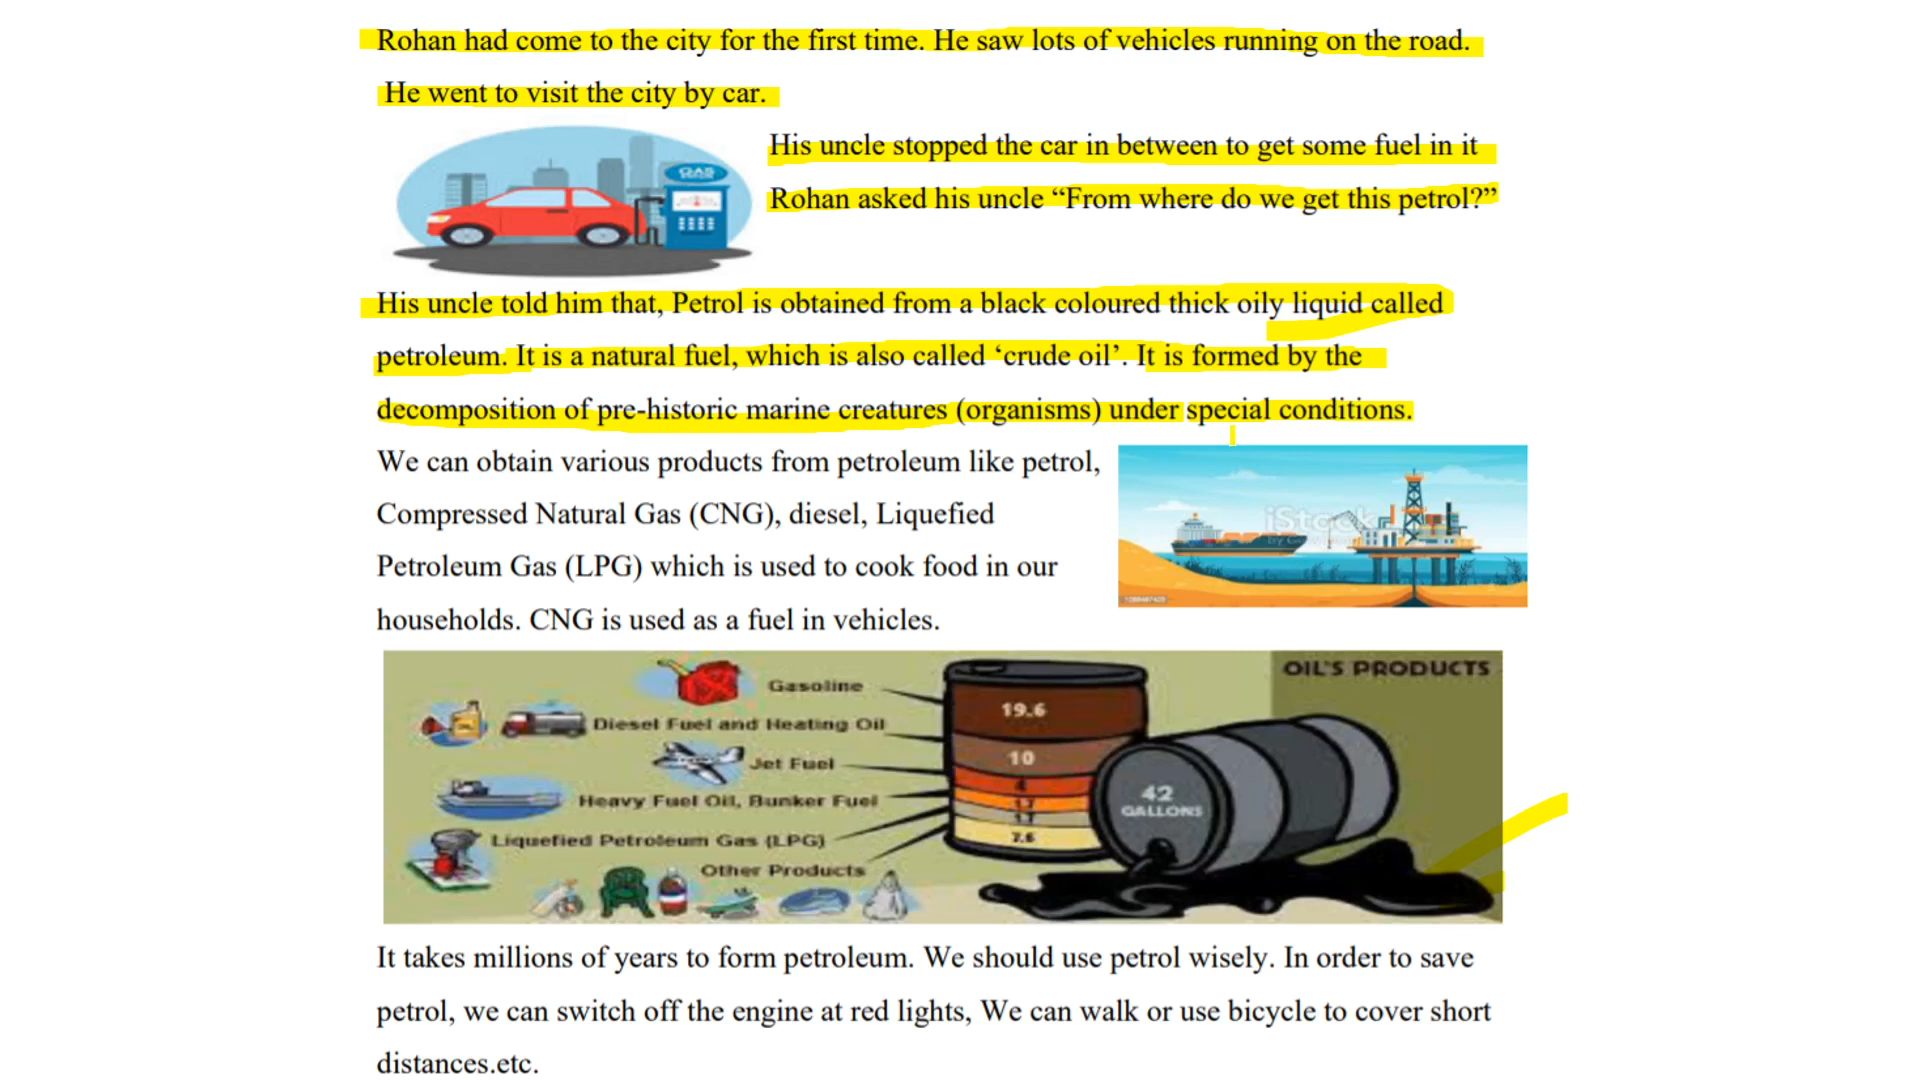 Rohan had come to the city for the first time. He saw lots of vehicles running on the road.
He went to visit the city by car.
GAS
His uncle stopped the car in between to get some fuel in it
Rohan asked his uncle “From where do we get this petrol?”
His uncle told him that, Petrol is obtained from a black coloured thick oily liquid called
petroleum. It is a natural fuel, which is also called ‘crude oil’. It is formed by the
decomposition of pre-historic marine creatures (organisms) under special conditions.
We can obtain various products from petroleum like petrol,
Compressed Natural Gas (CNG), diesel, Liquefied
Petroleum Gas (LPG) which is used to cook food in our
households. CNG is used as a fuel in vehicles.
iStock
OIL'S PRODUCTS
Gasoline
19.6
Diesel Fuel and Heating Oil
10
Jet Fuel
4
Heavy Fuel Oil, Bunker Fuel
1.7
Liquefied Petroleum Gas (LPG)
1.7
Other Products
7.6
42
GALLONS
It takes millions of years to form petroleum. We should use petrol wisely. In order to save
petrol, we can switch off the engine at red lights, We can walk or use bicycle to cover short
distances.etc.